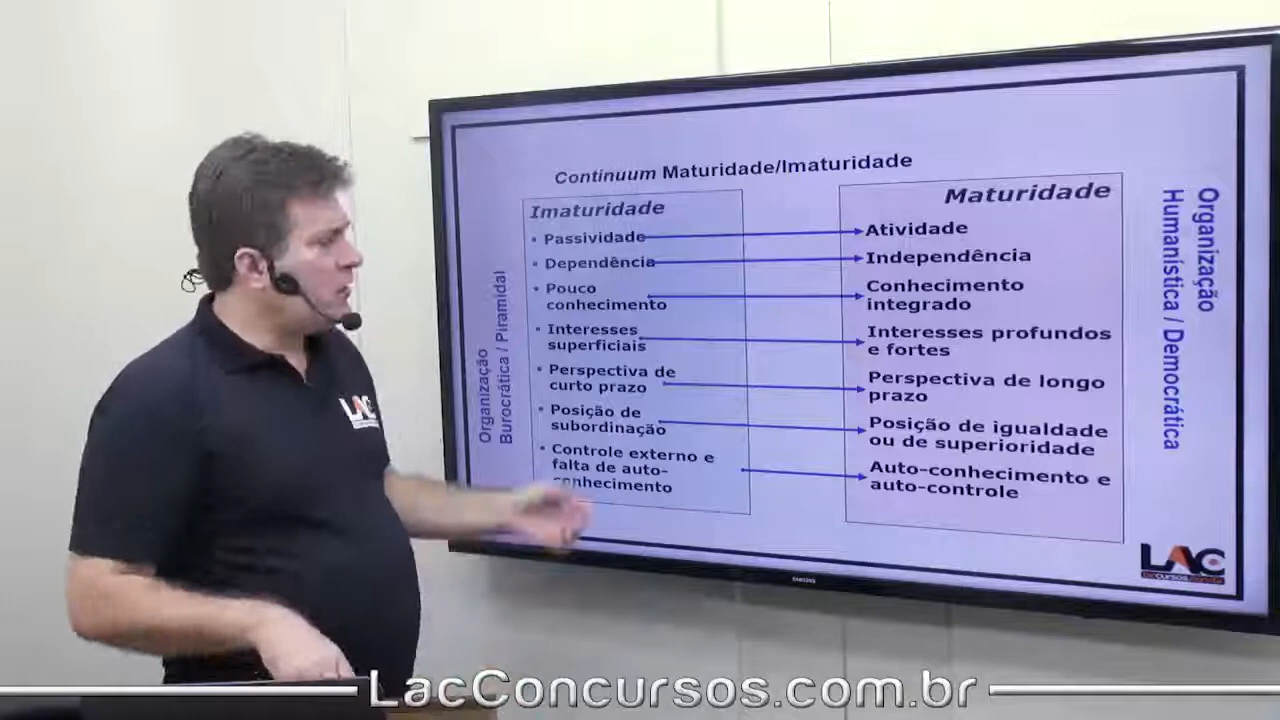 Continuum Maturidade/Imaturidade
Organização
Burocrática / Piramidal
Imaturidade
• Passividade
• Dependência
• Pouco
conhecimento
• Interesses
superficiais
• Perspectiva de
curto prazo
• Posição de
subordinação
• Controle externo e
falta de auto-
conhecimento
Maturidade
Atividade
Independência
Conhecimento
integrado
Interesses profundos
e fortes
Perspectiva de longo
prazo
Posição de igualdade
ou de superioridade
Auto-conhecimento e
auto-controle
Organização
Humanística / Democrática
LAC
LAC
SAMSUNG
LacConcursos.com.br